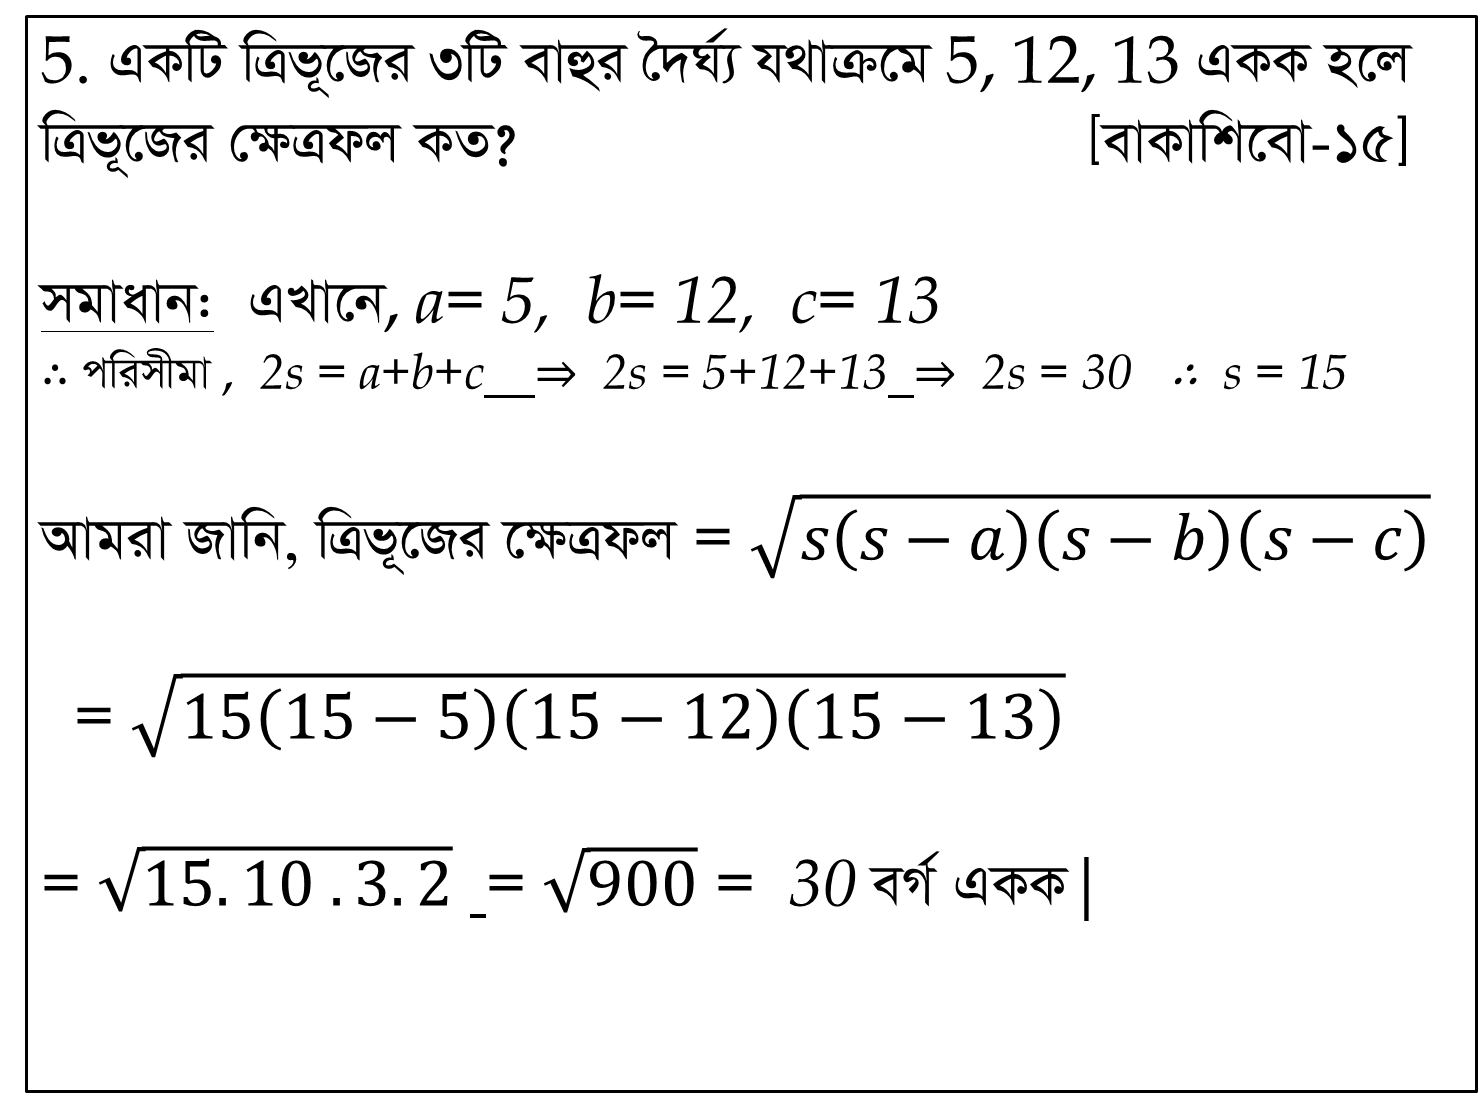 5. একটি ত্রিভূজের ৩টি বাহুর দৈর্ঘ্য যথাক্রমে 5, 12, 13 একক হলে
ত্রিভূজের ক্ষেত্রফল কত? [বাকাশিবো-১৫]
সমাধান: এখানে, a= 5, b= 12, c= 13
∴ পরিসীমা , 2s = a+b+c__⇒ 2s = 5+12+13_⇒ 2s = 30 ∴ s = 15
আমরা জানি, ত্রিভূজের ক্ষেত্রফল = √s(s − a)(s − b)(s − c)
= √15(15 − 5)(15 − 12)(15 − 13)
= √15. 10 . 3. 2 _= √900 = 30 বর্গ একক|